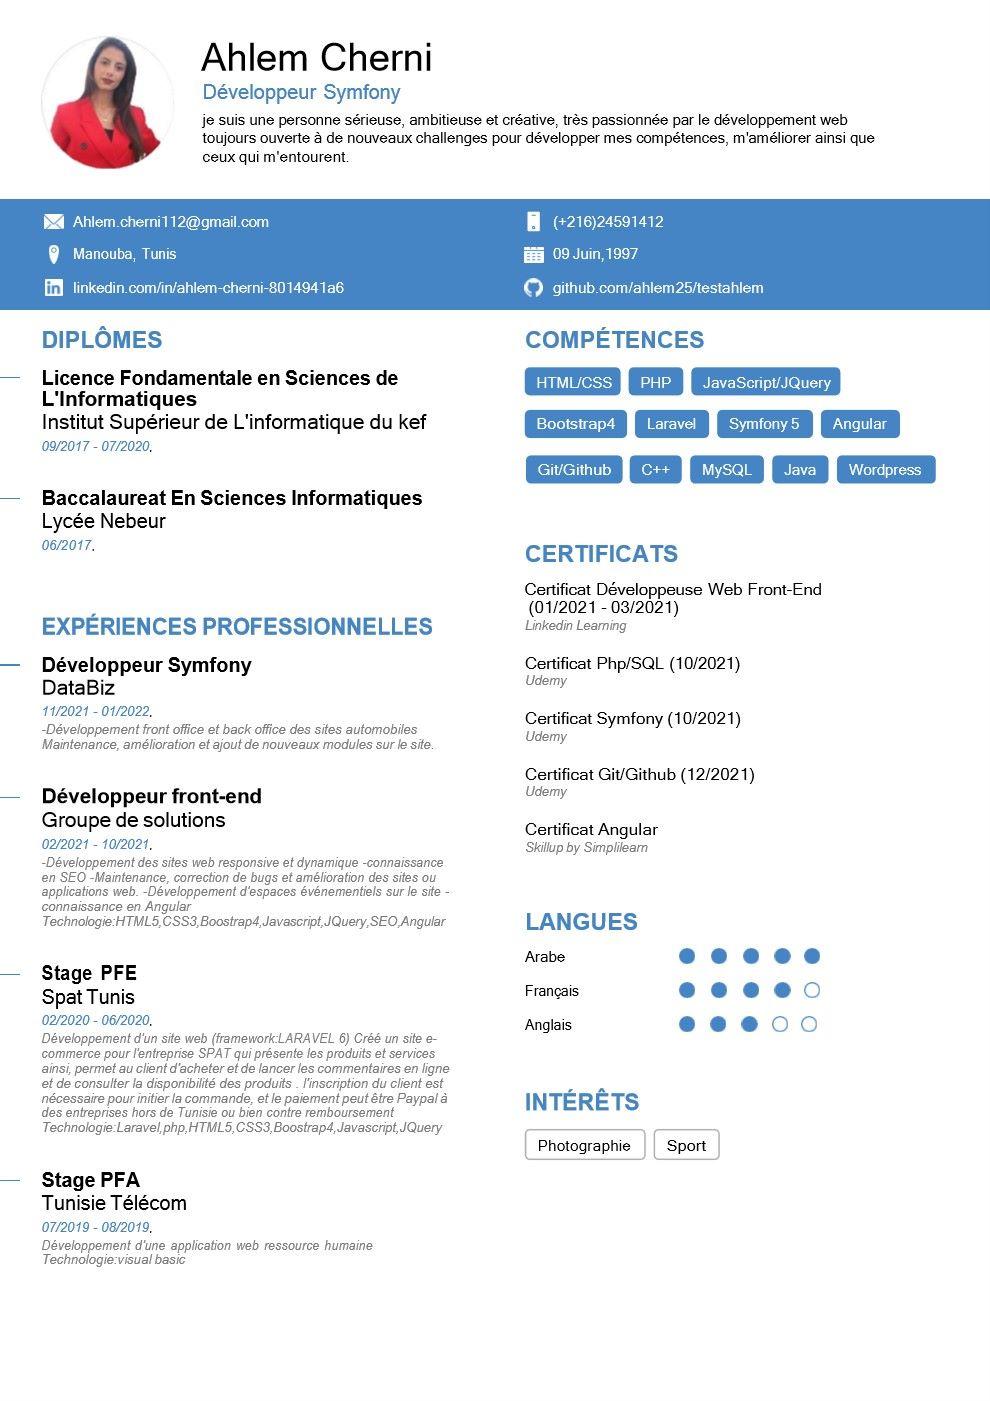 Ahlem Cherni
Développeur Symfony
je suis une personne sérieuse, ambitieuse et créative, très passionnée par le développement web
toujours ouverte à de nouveaux challenges pour développer mes compétences, m'améliorer ainsi que
ceux qui m'entourent.
Ahlem.cherni112@gmail.com
(+216)24591412
Manouba, Tunis
09 Juin,1997
linkedin.com/in/ahlem-cherni-8014941a6
github.com/ahlem25/testahlem
DIPLÔMES
Licence Fondamentale en Sciences de
L'Informatiques
Institut Supérieur de L'informatique du kef
09/2017 - 07/2020,
Baccalaureat En Sciences Informatiques
Lycée Nebeur
06/2017,
EXPÉRIENCES PROFESSIONNELLES
Développeur Symfony
DataBiz
11/2021 - 01/2022,
-Développement front office et back office des sites automobiles
Maintenance, amélioration et ajout de nouveaux modules sur le site.
Développeur front-end
Groupe de solutions
02/2021 - 10/2021,
-Développement des sites web responsive et dynamique -connaissance
en SEO -Maintenance, correction de bugs et amélioration des sites ou
applications web. -Développement d'espaces événementiels sur le site -
connaissance en Angular
Technologie:HTML5,CSS3,Boostrap4,Javascript,JQuery,SEO,Angular
Stage PFE
Spat Tunis
02/2020 - 06/2020,
Développement d'un site web (framework:LARAVEL 6) Créé un site e-
commerce pour l'entreprise SPAT qui présente les produits et services
ainsi, permet au client d'acheter et de lancer les commentaires en ligne
et de consulter la disponibilité des produits . l'inscription du client est
nécessaire pour initier la commande, et le paiement peut être Paypal à
des entreprises hors de Tunisie ou bien contre remboursement
Technologie:Laravel,php,HTML5,CSS3,Boostrap4,Javascript,JQuery
Stage PFA
Tunisie Télécom
07/2019 - 08/2019,
Développement d'une application web ressource humaine
Technologie:visual basic
COMPÉTENCES
HTML/CSS PHP JavaScript/JQuery
Bootstrap4 Laravel Symfony 5 Angular
Git/Github C++ MySQL Java Wordpress
CERTIFICATS
Certificat Développeuse Web Front-End
(01/2021 - 03/2021)
Linkedin Learning
Certificat Php/SQL (10/2021)
Udemy
Certificat Symfony (10/2021)
Udemy
Certificat Git/Github (12/2021)
Udemy
Certificat Angular
Skillup by Simplilearn
LANGUES
Arabe
Français
Anglais
INTÉRÊTS
Photographie Sport